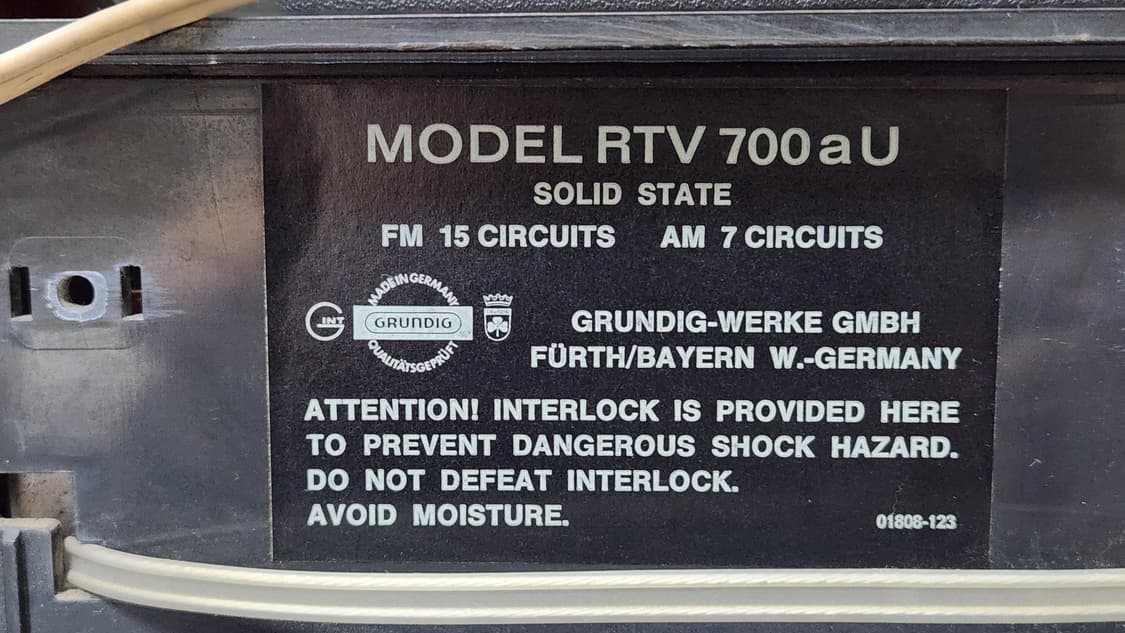 MODEL RTV 700 a U
SOLID STATE
FM 15 CIRCUITS AM 7 CIRCUITS
MADE IN GERMANY
INT
GRUNDIG
QUALITÄTSGEPRÜFT
GRUNDIG-WERKE GMBH
FÜRTH/BAYERN W.-GERMANY
ATTENTION! INTERLOCK IS PROVIDED HERE
TO PREVENT DANGEROUS SHOCK HAZARD.
DO NOT DEFEAT INTERLOCK.
AVOID MOISTURE.
01808-123